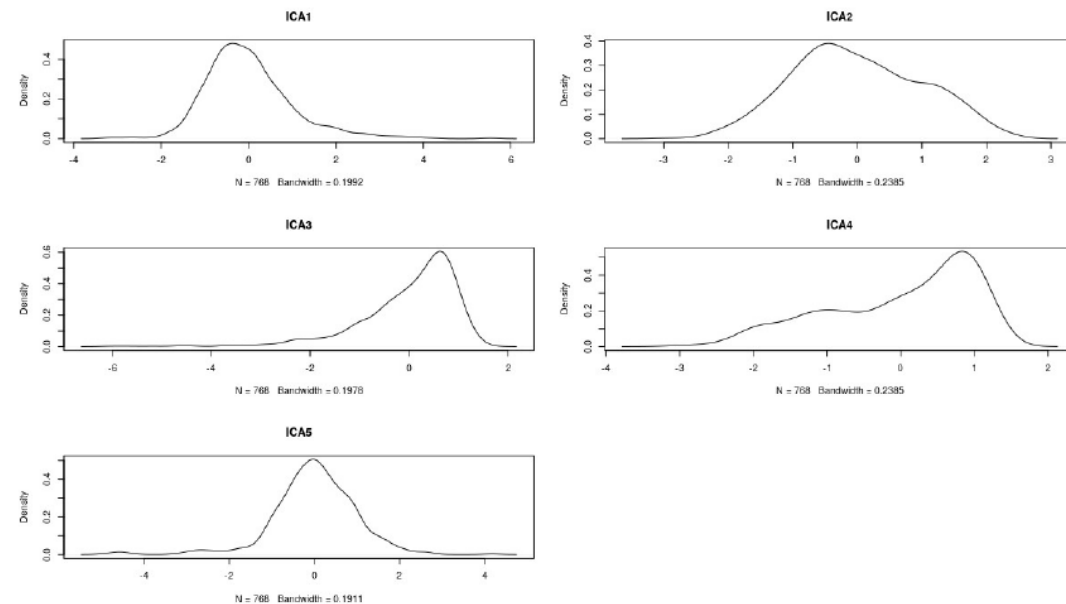 ICA1
Density
0.0 0.2 0.4
-4 -2 0 2 4 6
N = 768 Bandwidth = 0.1992
ICA2
Density
0.0 0.1 0.2 0.3 0.4
-3 -2 -1 0 1 2 3
N = 768 Bandwidth = 0.2385
ICA3
Density
0.0 0.2 0.4 0.6
-6 -4 -2 0 2
N = 768 Bandwidth = 0.1978
ICA4
Density
0.0 0.2 0.4
-4 -3 -2 -1 0 1 2
N = 768 Bandwidth = 0.2385
ICA5
Density
0.0 0.2 0.4
-4 -2 0 2 4
N = 768 Bandwidth = 0.1911